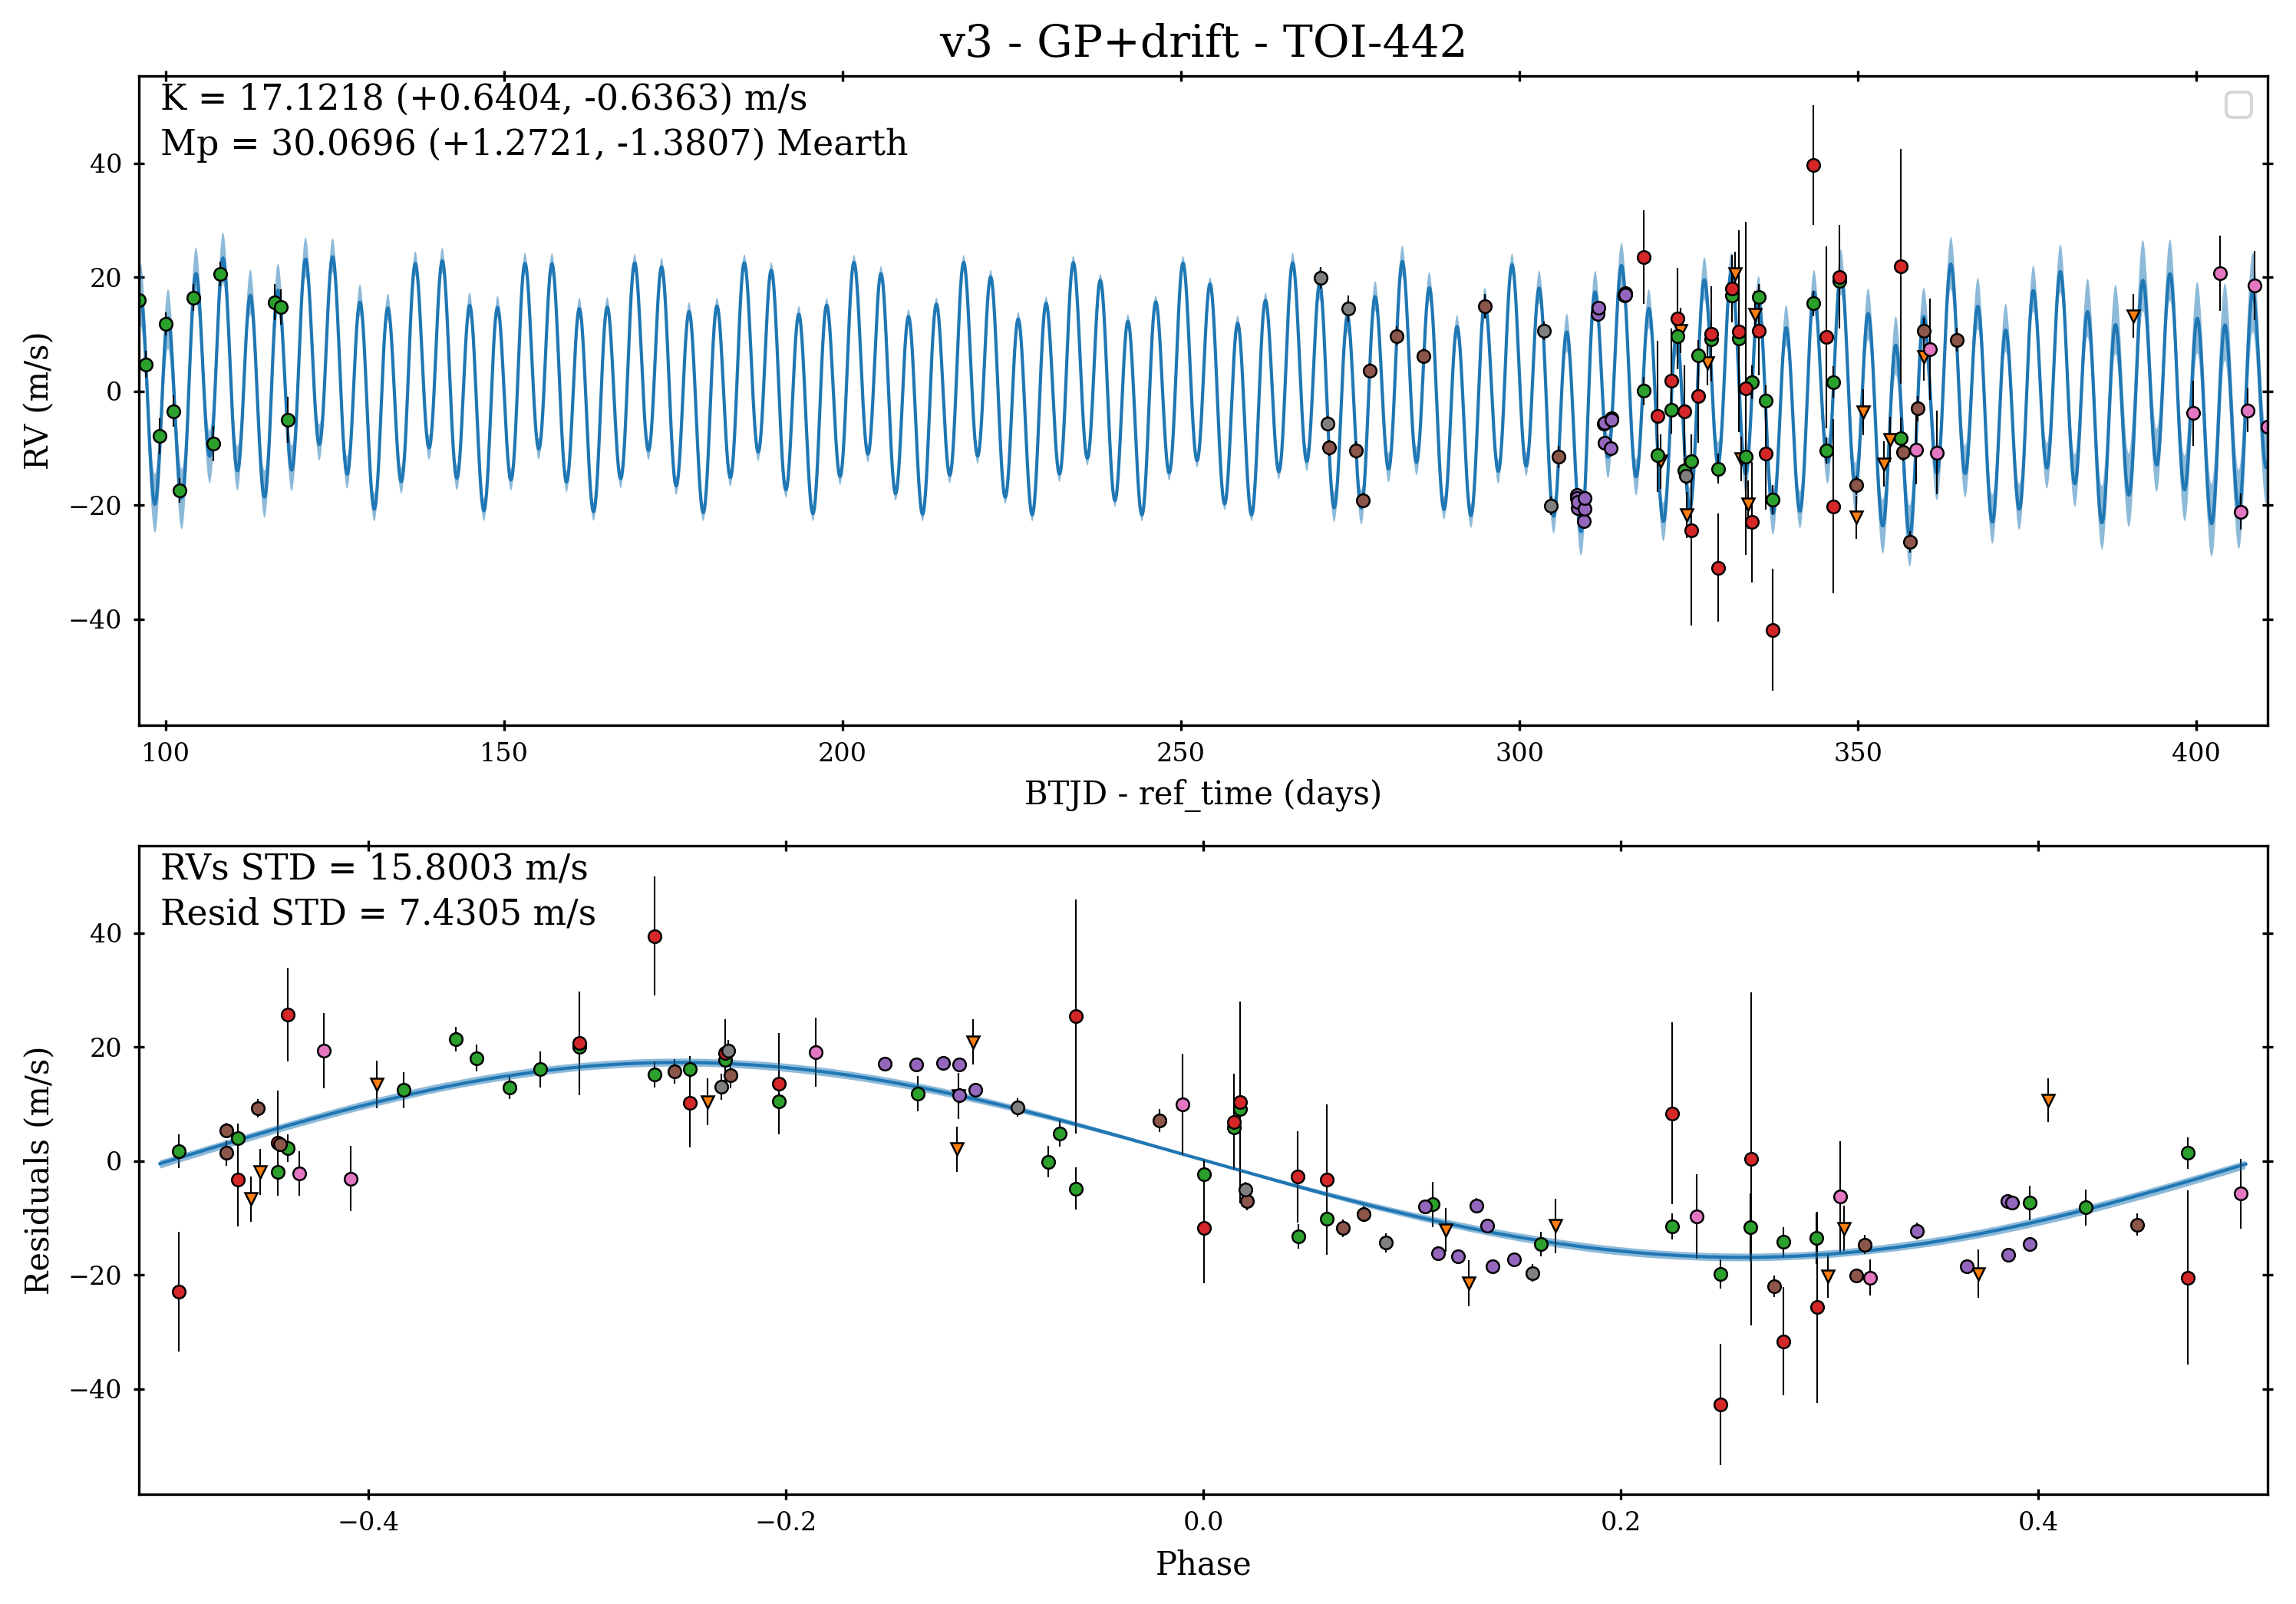 v3 - GP+drift - TOI-442
K = 17.1218 (+0.6404, -0.6363) m/s
Mp = 30.0696 (+1.2721, -1.3807) Mearth
RV (m/s)
40
20
0
−20
−40
100 150 200 250 300 350 400
BTJD - ref_time (days)
RVs STD = 15.8003 m/s
Resid STD = 7.4305 m/s
Residuals (m/s)
40
20
0
−20
−40
−0.4 −0.2 0.0 0.2 0.4
Phase